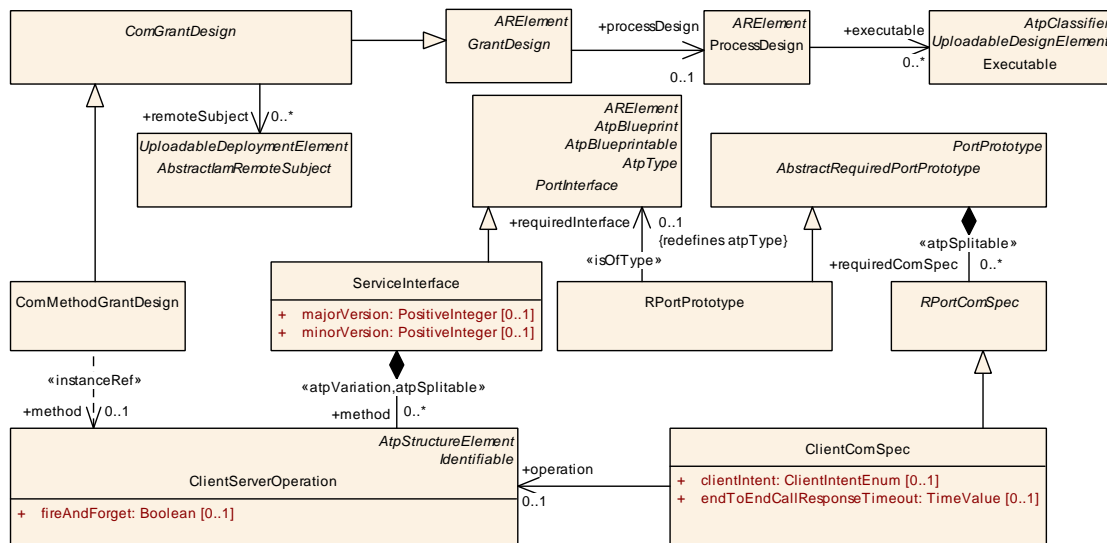 ComGrantDesign
ARElement
GrantDesign
+processDesign
0..1
ARElement
ProcessDesign
+executable
0..*
AtpClassifier
UploadableDesignElement
Executable
+remoteSubject
0..*
UploadableDeploymentElement
AbstractIamRemoteSubject
ARElement
AtpBlueprint
AtpBlueprintable
AtpType
PortInterface
PortPrototype
AbstractRequiredPortPrototype
+requiredInterface
0..1
{redefines atpType}
«isOfType»
«atpSplitable»
+requiredComSpec
0..*
ComMethodGrantDesign
ServiceInterface
+ majorVersion: PositiveInteger [0..1]
+ minorVersion: PositiveInteger [0..1]
RPortPrototype
RPortComSpec
«instanceRef»
+method
0..1
«atpVariation,atpSplitable»
+method
0..*
AtpStructureElement
Identifiable
ClientServerOperation
+ fireAndForget: Boolean [0..1]
+operation
0..1
ClientComSpec
+ clientIntent: ClientIntentEnum [0..1]
+ endToEndCallResponseTimeout: TimeValue [0..1]